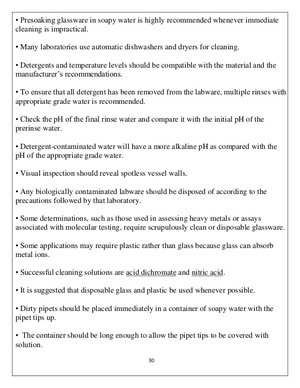 • Presoaking glassware in soapy water is highly recommended whenever immediate
cleaning is impractical.
• Many laboratories use automatic dishwashers and dryers for cleaning.
• Detergents and temperature levels should be compatible with the material and the
manufacturer's recommendations.
• To ensure that all detergent has been removed from the labware, multiple rinses with
appropriate grade water is recommended.
• Check the pH of the final rinse water and compare it with the initial pH of the
prerinse water.
• Detergent-contaminated water will have a more alkaline pH as compared with the
pH of the appropriate grade water.
• Visual inspection should reveal spotless vessel walls.
• Any biologically contaminated labware should be disposed of according to the
precautions followed by that laboratory.
• Some determinations, such as those used in assessing heavy metals or assays
associated with molecular testing, require scrupulously clean or disposable glassware.
• Some applications may require plastic rather than glass because glass can absorb
metal ions.
• Successful cleaning solutions are acid dichromate and nitric acid.
• It is suggested that disposable glass and plastic be used whenever possible.
• Dirty pipets should be placed immediately in a container of soapy water with the
pipet tips up.
• The container should be long enough to allow the pipet tips to be covered with
solution.
30